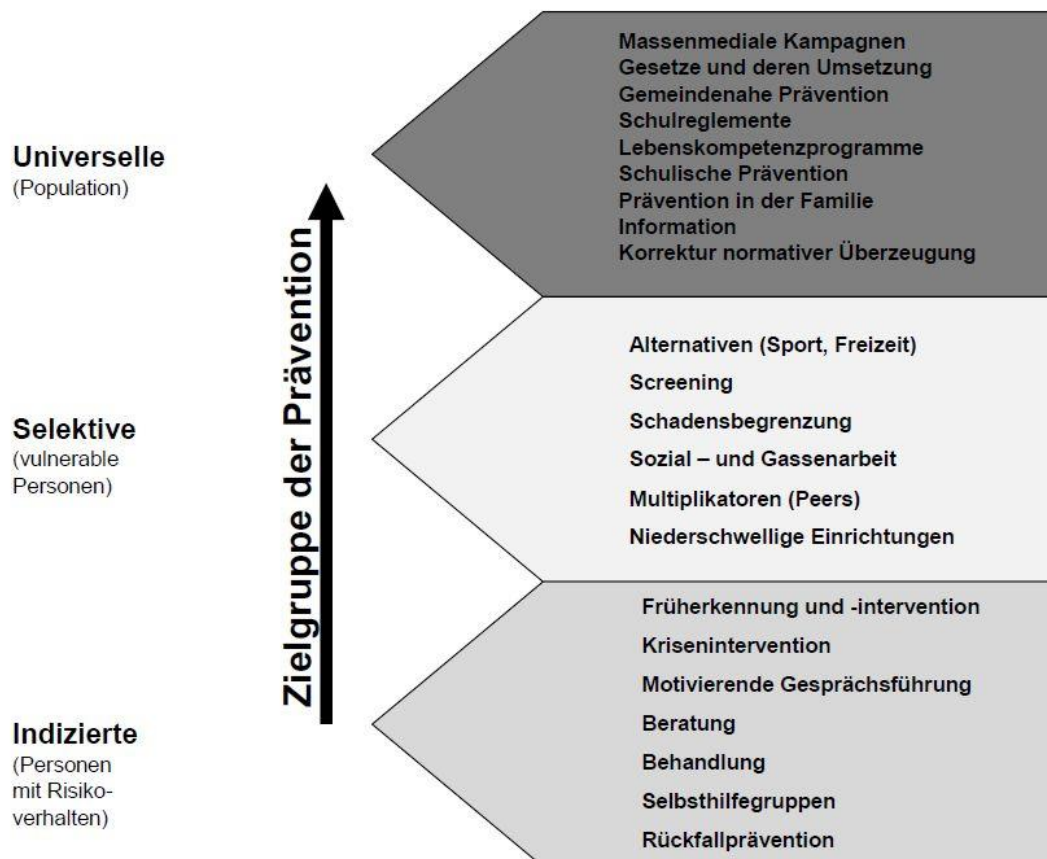 Universelle
(Population)
Selektive
(vulnerable
Personen)
Indizierte
(Personen
mit Risiko-
verhalten)
Zielgruppe der Prävention
Massenmediale Kampagnen
Gesetze und deren Umsetzung
Gemeindenahe Prävention
Schulreglemente
Lebenskompetenzprogramme
Schulische Prävention
Prävention in der Familie
Information
Korrektur normativer Überzeugung
Alternativen (Sport, Freizeit)
Screening
Schadensbegrenzung
Sozial – und Gassenarbeit
Multiplikatoren (Peers)
Niederschwellige Einrichtungen
Früherkennung und -intervention
Krisenintervention
Motivierende Gesprächsführung
Beratung
Behandlung
Selbsthilfegruppen
Rückfallprävention